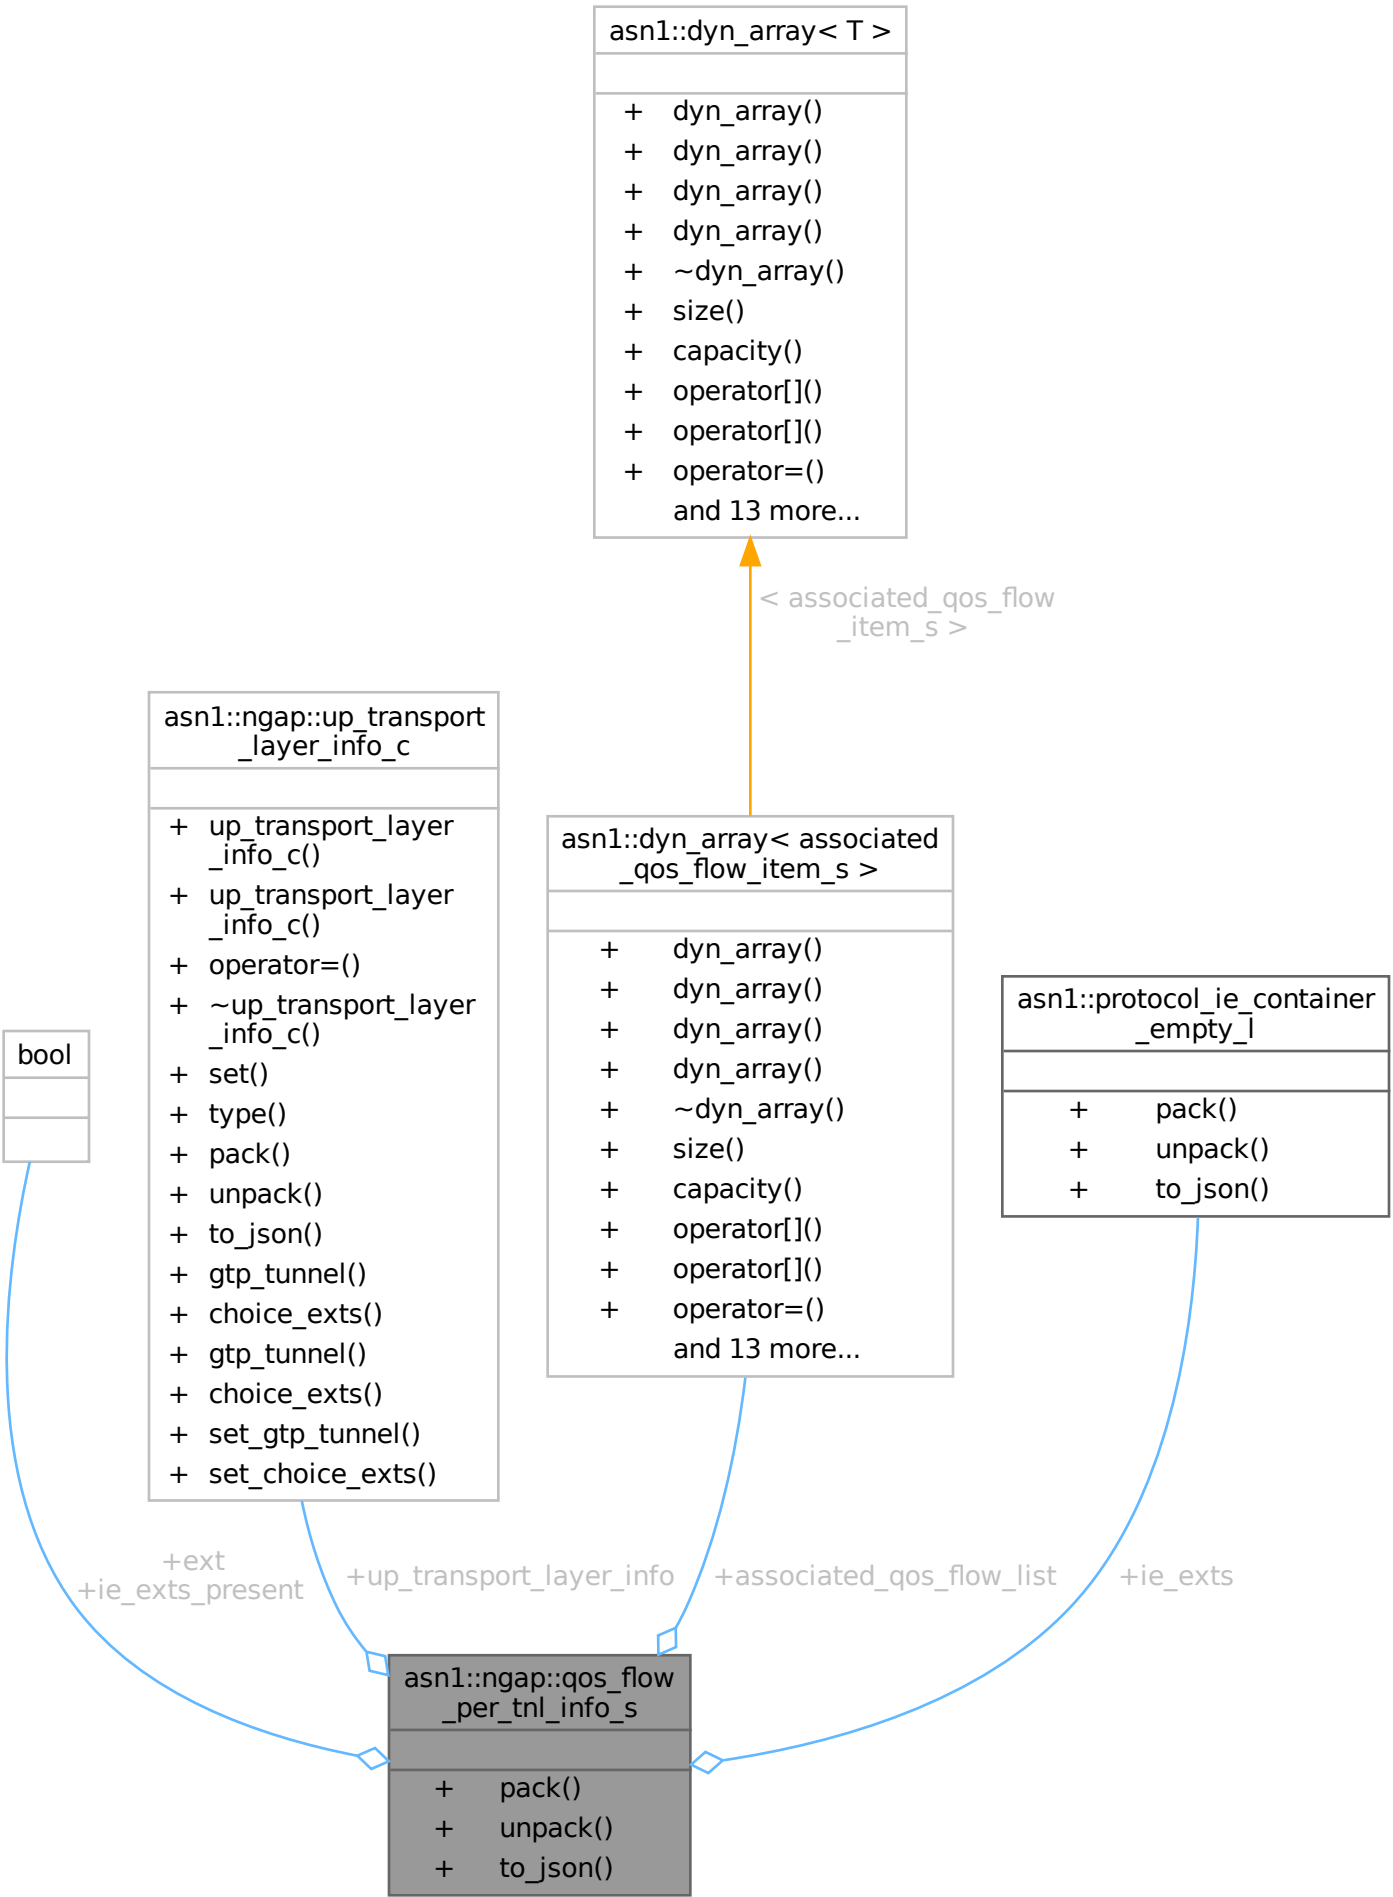 asn1::dyn_array< T >
+ dyn_array()
+ dyn_array()
+ dyn_array()
+ dyn_array()
+ ~dyn_array()
+ size()
+ capacity()
+ operator[]()
+ operator[]()
+ operator=()
and 13 more...
< associated_qos_flow
_item_s >
asn1::ngap::up_transport
_layer_info_c
+ up_transport_layer
_info_c()
+ up_transport_layer
_info_c()
+ operator=()
+ ~up_transport_layer
_info_c()
+ set()
+ type()
+ pack()
+ unpack()
+ to_json()
+ gtp_tunnel()
+ choice_exts()
+ gtp_tunnel()
+ choice_exts()
+ set_gtp_tunnel()
+ set_choice_exts()
asn1::dyn_array< associated
_qos_flow_item_s >
+ dyn_array()
+ dyn_array()
+ dyn_array()
+ dyn_array()
+ ~dyn_array()
+ size()
+ capacity()
+ operator[]()
+ operator[]()
+ operator=()
and 13 more...
asn1::protocol_ie_container
_empty_l
+ pack()
+ unpack()
+ to_json()
bool
+ext
+ie_exts_present
+up_transport_layer_info
+associated_qos_flow_list
+ie_exts
asn1::ngap::qos_flow
_per_tnl_info_s
+ pack()
+ unpack()
+ to_json()